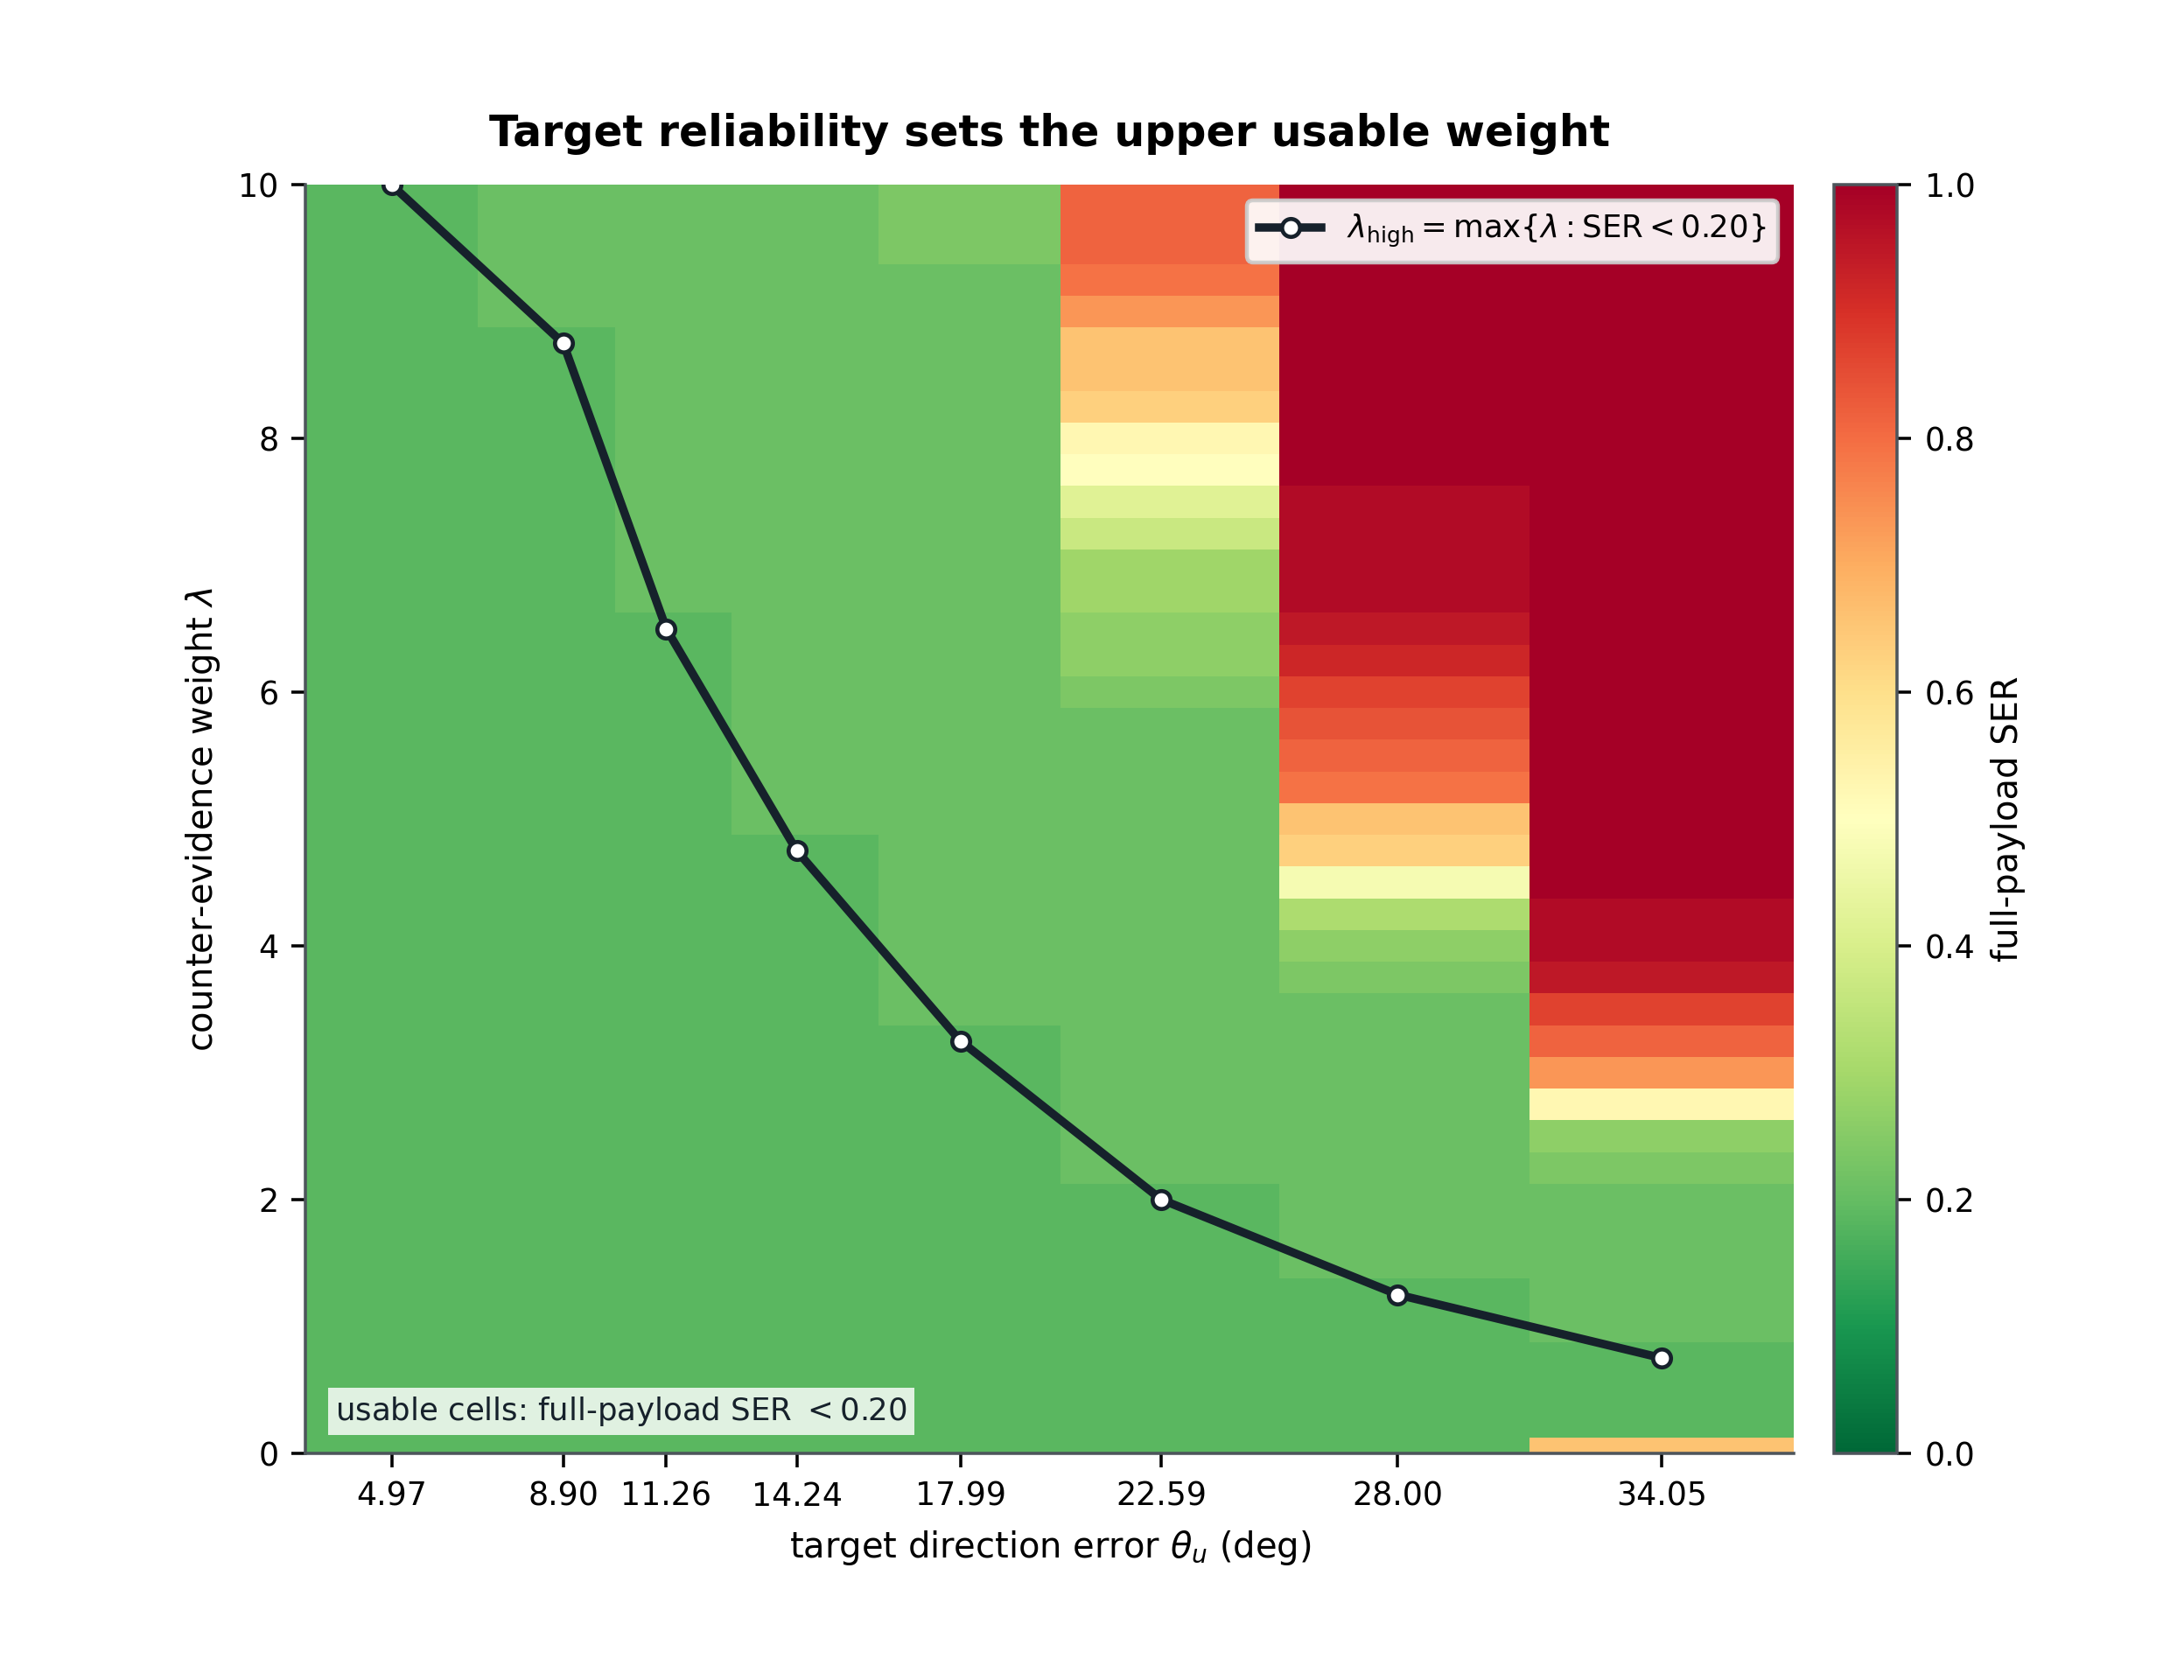 Target reliability sets the upper usable weight
λhigh = max{λ : SER < 0.20}
10
8
6
4
2
0
counter-evidence weight λ
usable cells: full-payload SER < 0.20
4.97 8.90 11.26 14.24 17.99 22.59 28.00 34.05
target direction error θu (deg)
1.0
0.8
0.6
0.4
0.2
0.0
full-payload SER